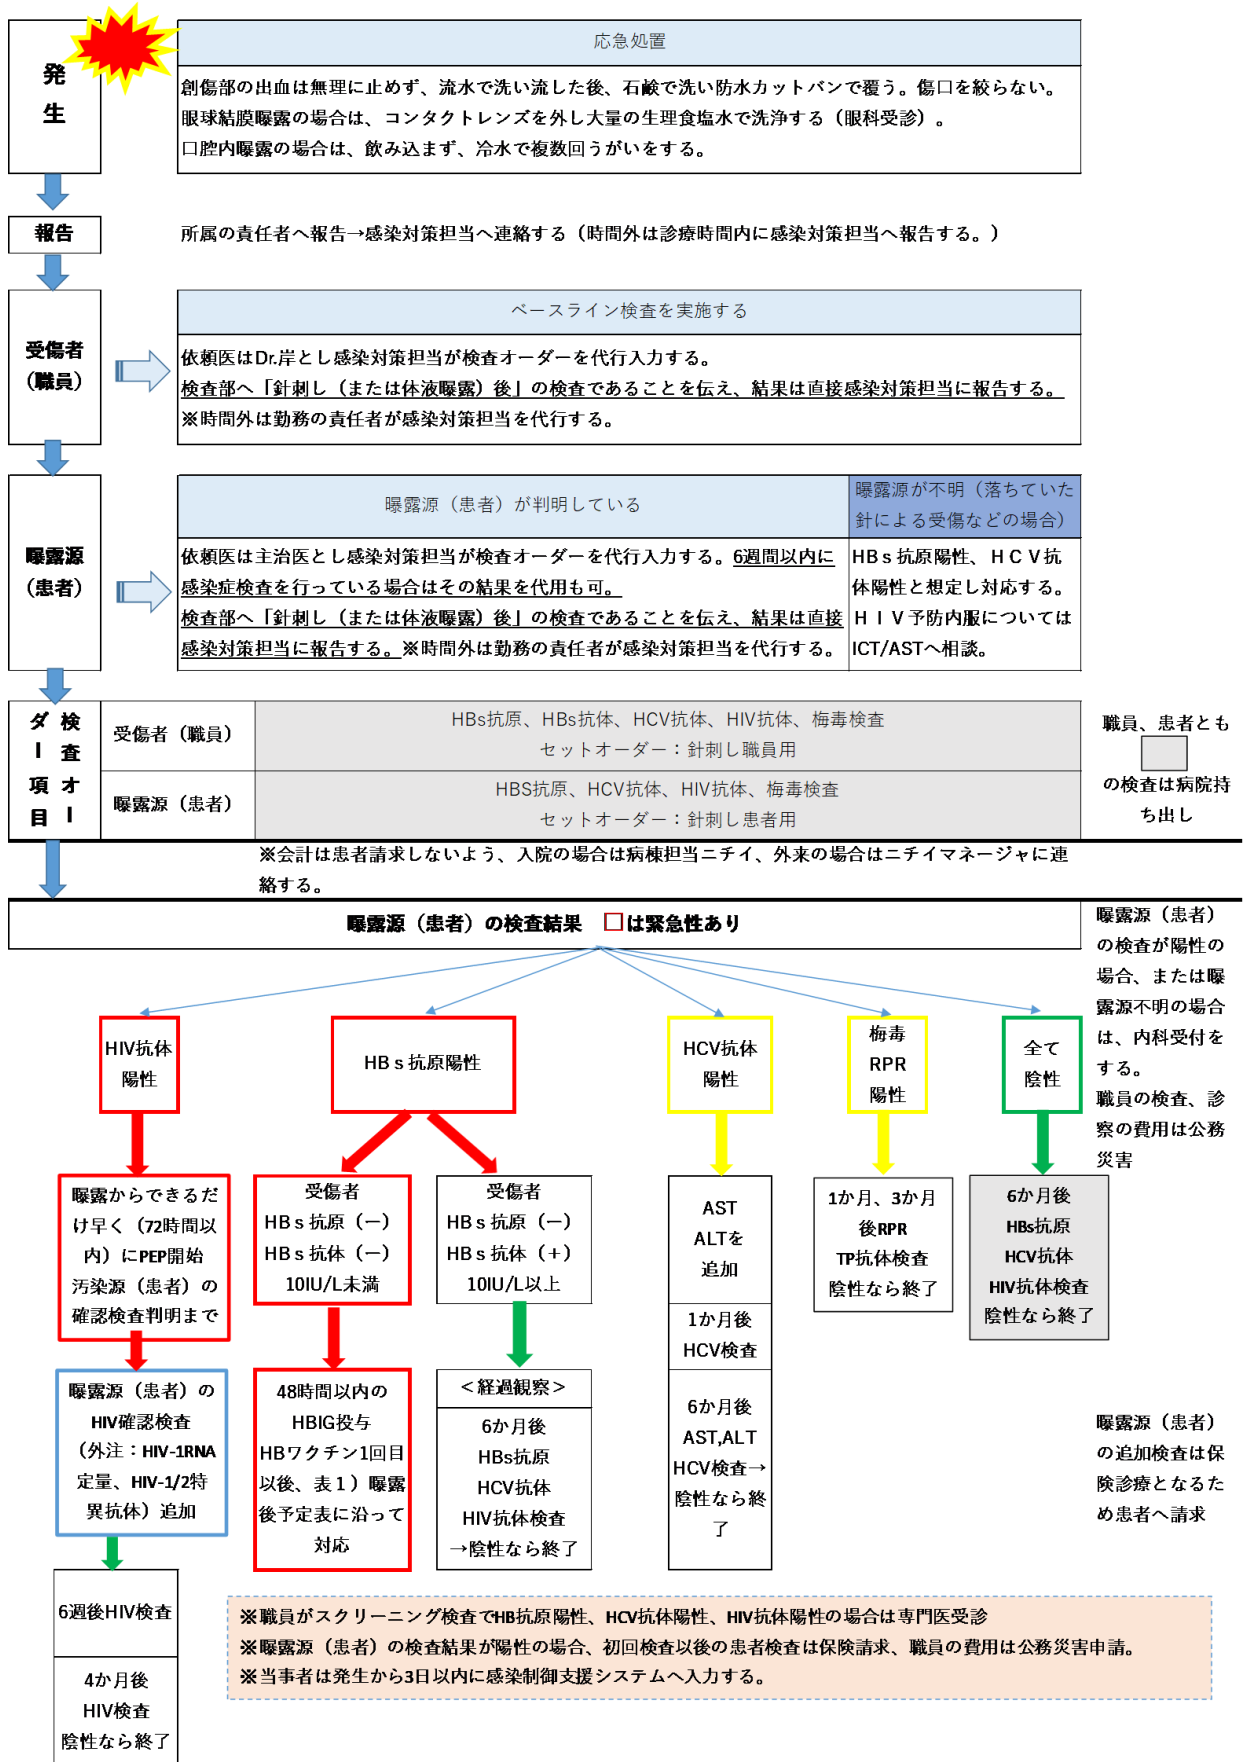 発生
応急処置
創傷部の出血は無理に止めず、流水で洗い流した後、石鹸で洗い防水カットバンで覆う。傷口を絞らない。
眼球結膜曝露の場合は、コンタクトレンズを外し大量の生理食塩水で洗浄する（眼科受診）。
口腔内曝露の場合は、飲み込まず、冷水で複数回うがいをする。
報告
所属の責任者へ報告→感染対策担当へ連絡する（時間外は診療時間内に感染対策担当へ報告する。）
受傷者
（職員）
ベースライン検査を実施する
依頼医はDr.岸とし感染対策担当が検査オーダーを代行入力する。
検査部へ「針刺し（または体液曝露）後」の検査であることを伝え、結果は直接感染対策担当に報告する。
※時間外は勤務の責任者が感染対策担当を代行する。
曝露源
（患者）
曝露源（患者）が判明している
依頼医は主治医とし感染対策担当が検査オーダーを代行入力する。6週間以内に
感染症検査を行っている場合はその結果を代用も可。
検査部へ「針刺し（または体液曝露）後」の検査であることを伝え、結果は直接
感染対策担当に報告する。※時間外は勤務の責任者が感染対策担当を代行する。
曝露源が不明（落ちていた
針による受傷などの場合）
HBｓ抗原陽性、ＨＣＶ抗
体陽性と想定し対応する。
ＨＩＶ予防内服については
ICT/ASTへ相談。
検査オー
ダー項目
受傷者（職員）
HBs抗原、HBs抗体、HCV抗体、HIV抗体、梅毒検査
セットオーダー：針刺し職員用
曝露源（患者）
HBS抗原、HCV抗体、HIV抗体、梅毒検査
セットオーダー：針刺し患者用
職員、患者とも
の検査は病院持
ち出し
※会計は患者請求しないよう、入院の場合は病棟担当ニチイ、外来の場合はニチイマネージャに連
絡する。
曝露源（患者）の検査結果　□は緊急性あり
曝露源（患者）
の検査が陽性の
場合、または曝
露源不明の場合
は、内科受付を
する。
職員の検査、診
察の費用は公務
災害
HIV抗体
陽性
曝露からできるだ
け早く（72時間以
内）にPEP開始
汚染源（患者）の
確認検査判明まで
曝露源（患者）の
HIV確認検査
（外注：HIV-1RNA
定量、HIV-1/2特
異抗体）追加
6週後HIV検査
4か月後
HIV検査
陰性なら終了
HBｓ抗原陽性
受傷者
HBｓ抗原（－）
HBｓ抗体（－）
10IU/L未満
48時間以内の
HBIG投与
HBワクチン1回目
以後、表１）曝露
後予定表に沿って
対応
受傷者
HBｓ抗原（－）
HBｓ抗体（+）
10IU/L以上
＜経過観察＞
6か月後
HBs抗原
HCV抗体
HIV抗体検査
→陰性なら終了
HCV抗体
陽性
AST
ALTを
追加
1か月後
HCV検査
6か月後
AST,ALT
HCV検査→
陰性なら終
了
梅毒
RPR
陽性
1か月、3か月
後RPR
TP抗体検査
陰性なら終了
全て
陰性
6か月後
HBs抗原
HCV抗体
HIV抗体検査
陰性なら終了
曝露源（患者）
の追加検査は保
険診療となるた
め患者へ請求
※職員がスクリーニング検査でHB抗原陽性、HCV抗体陽性、HIV抗体陽性の場合は専門医受診
※曝露源（患者）の検査結果が陽性の場合、初回検査以後の患者検査は保険請求、職員の費用は公務災害申請。
※当事者は発生から3日以内に感染制御支援システムへ入力する。